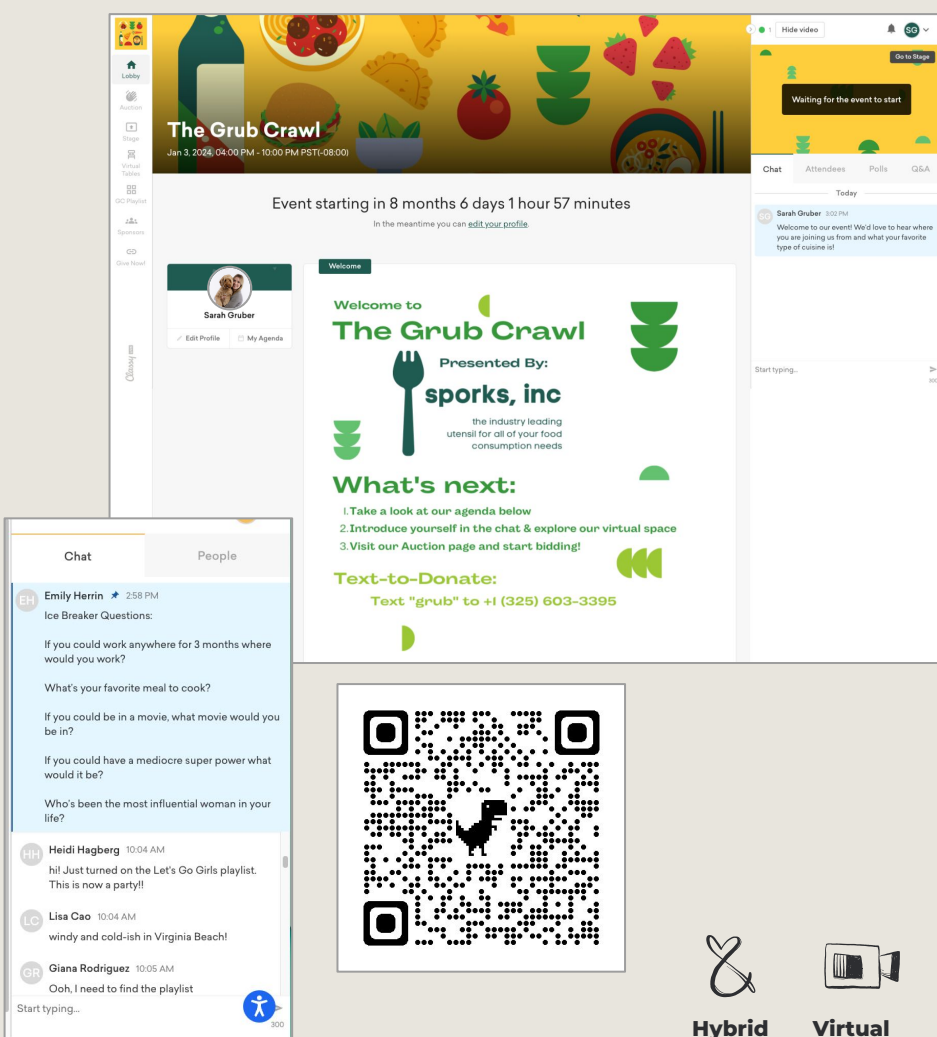 Lobby
Auction
Stage
Virtual
Tables
GC Playlist
Sponsors
Give Now!
The Grub Crawl
Jan 3, 2024, 04:00 PM - 10:00 PM PST(-08:00)
Event starting in 8 months 6 days 1 hour 57 minutes
In the meantime you can edit your profile.
Sarah Gruber
Edit Profile
My Agenda
Welcome
Welcome to
The Grub Crawl
Presented By:
sporks, inc
the industry leading
utensil for all of your food
consumption needs
What's next:
1. Take a look at our agenda below
2. Introduce yourself in the chat & explore our virtual space
3. Visit our Auction page and start bidding!
Text-to-Donate:
Text "grub" to +1 (325) 603-3395
1
Hide video
SG
Go to Stage
Waiting for the event to start
Chat
Attendees
Polls
Q&A
Today
SG
Sarah Gruber 3:02 PM
Welcome to our event! We'd love to hear where
you are joining us from and what your favorite
type of cuisine is!
Start typing...
Chat
People
EH
Emily Herrin 2:58 PM
Ice Breaker Questions:
If you could work anywhere for 3 months where
would you work?
What's your favorite meal to cook?
If you could be in a movie, what movie would you
be in?
If you could have a mediocre super power what
would it be?
Who's been the most influential woman in your
life?
HH
Heidi Hagberg 10:04 AM
hi! Just turned on the Let's Go Girls playlist.
This is now a party!!
LC
Lisa Cao 10:04 AM
windy and cold-ish in Virginia Beach!
GR
Giana Rodriguez 10:05 AM
Ooh, I need to find the playlist
Start typing...
300
&
Hybrid
Virtual